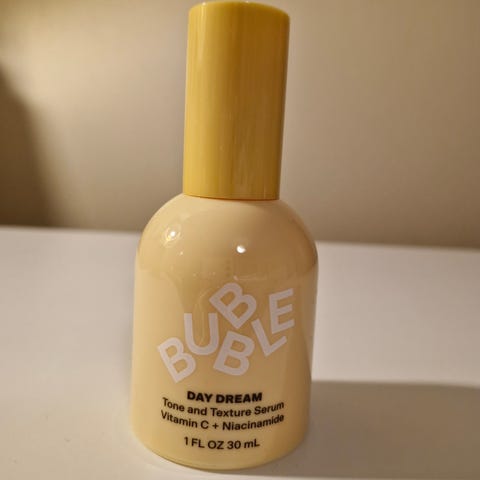 BUBBLE
DAY DREAM
Tone and Texture Serum
Vitamin C + Niacinamide
1 FL OZ 30 mL